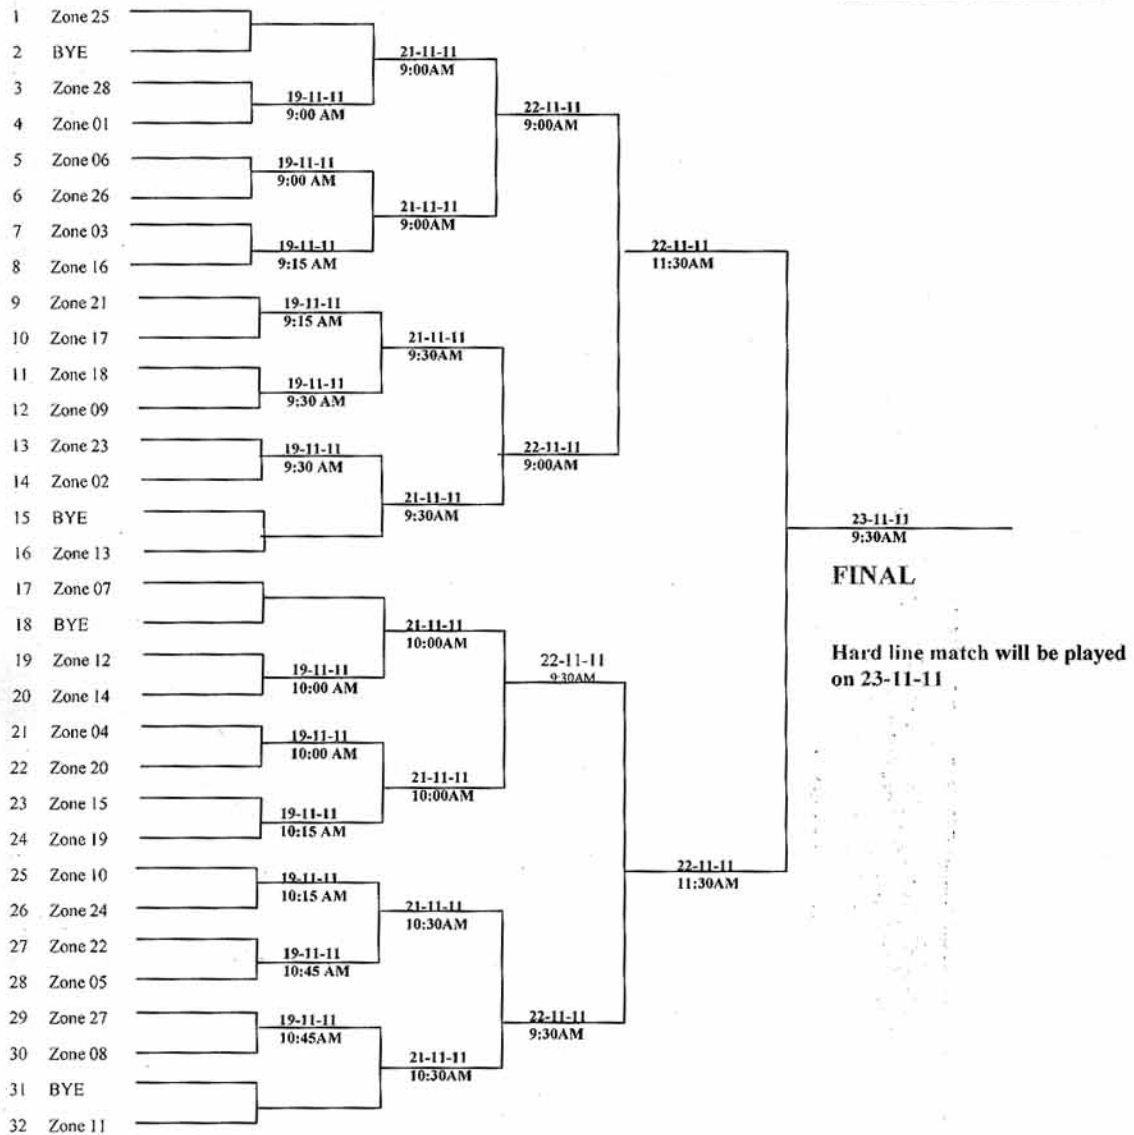 1 Zone 25
2 BYE
3 Zone 28
4 Zone 01
5 Zone 06
6 Zone 26
7 Zone 03
8 Zone 16
9 Zone 21
10 Zone 17
11 Zone 18
12 Zone 09
13 Zone 23
14 Zone 02
15 BYE
16 Zone 13
17 Zone 07
18 BYE
19 Zone 12
20 Zone 14
21 Zone 04
22 Zone 20
23 Zone 15
24 Zone 19
25 Zone 10
26 Zone 24
27 Zone 22
28 Zone 05
29 Zone 27
30 Zone 08
31 BYE
32 Zone 11
19-11-11
9:00 AM
19-11-11
9:00 AM
19-11-11
9:15 AM
19-11-11
9:15 AM
19-11-11
9:30 AM
19-11-11
9:30 AM
19-11-11
10:00 AM
19-11-11
10:00 AM
19-11-11
10:15 AM
19-11-11
10:15 AM
19-11-11
10:45 AM
19-11-11
10:45AM
21-11-11
9:00AM
21-11-11
9:00AM
21-11-11
9:30AM
21-11-11
9:30AM
21-11-11
10:00AM
21-11-11
10:00AM
21-11-11
10:30AM
21-11-11
10:30AM
22-11-11
9:00AM
22-11-11
9:00AM
22-11-11
9:30AM
22-11-11
9:30AM
22-11-11
11:30AM
22-11-11
11:30AM
23-11-11
9:30AM
FINAL
Hard line match will be played
on 23-11-11